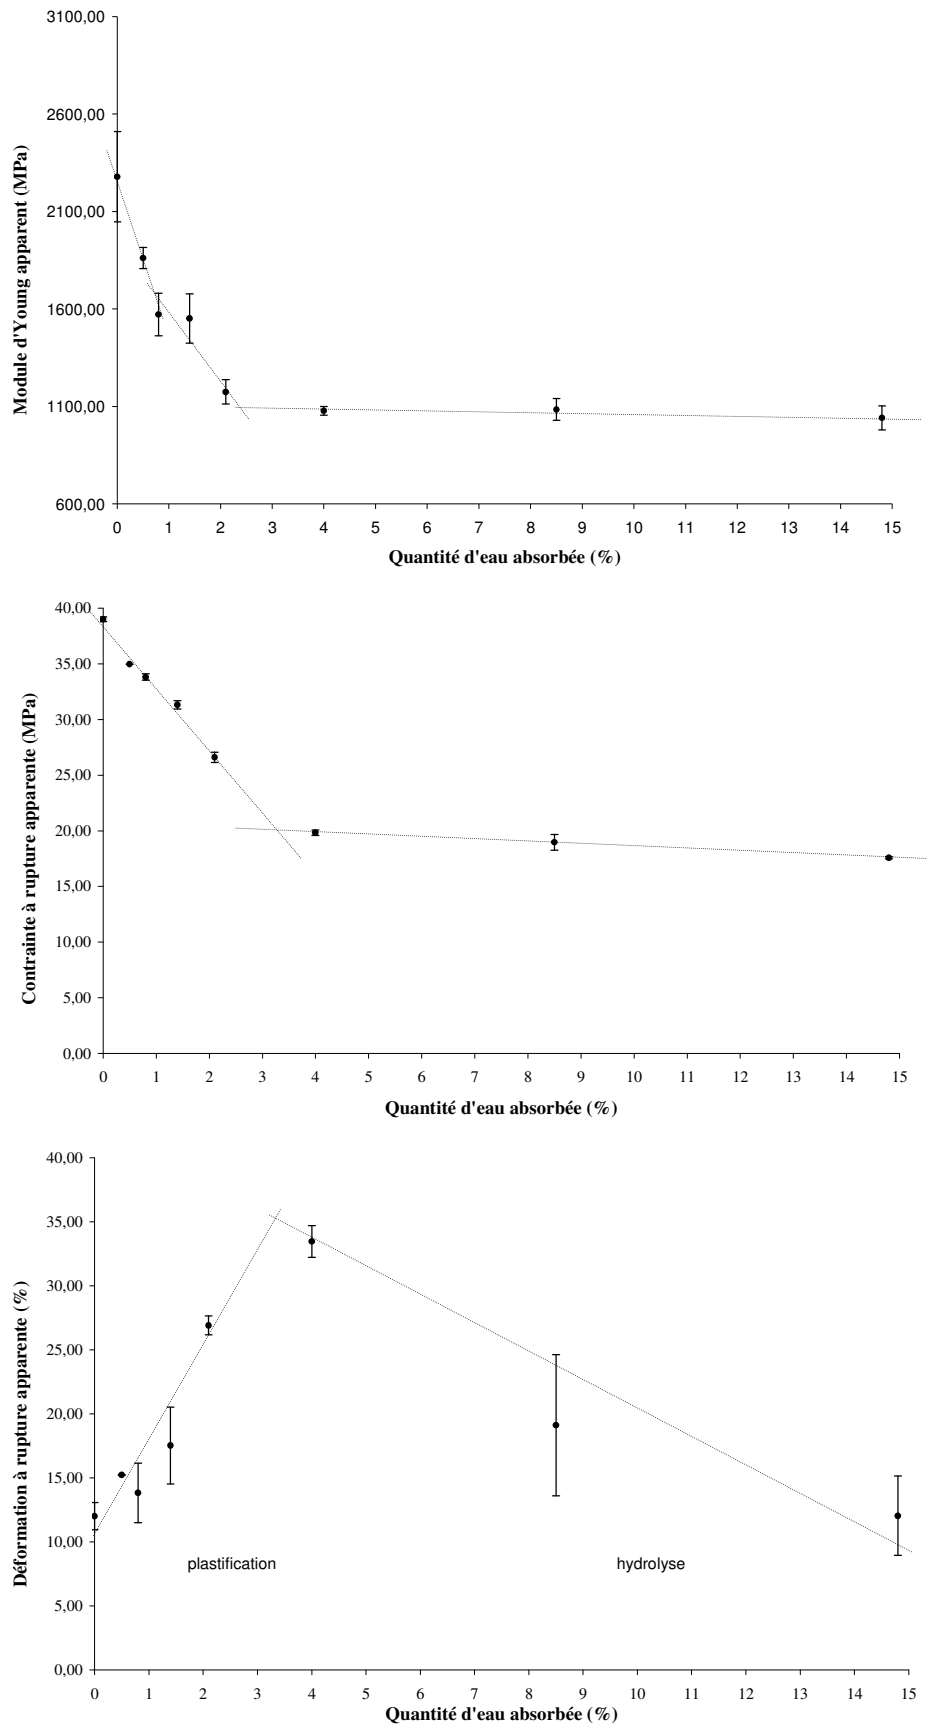 3100,00
2600,00
2100,00
1600,00
1100,00
600,00
Module d'Young apparent (MPa)
0 1 2 3 4 5 6 7 8 9 10 11 12 13 14 15
Quantité d'eau absorbée (%)
40,00
35,00
30,00
25,00
20,00
15,00
10,00
5,00
0,00
Contrainte à rupture apparente (MPa)
0 1 2 3 4 5 6 7 8 9 10 11 12 13 14 15
Quantité d'eau absorbée (%)
40,00
35,00
30,00
25,00
20,00
15,00
10,00
5,00
0,00
Déformation à rupture apparente (%)
plastification hydrolyse
0 1 2 3 4 5 6 7 8 9 10 11 12 13 14 15
Quantité d'eau absorbée (%)